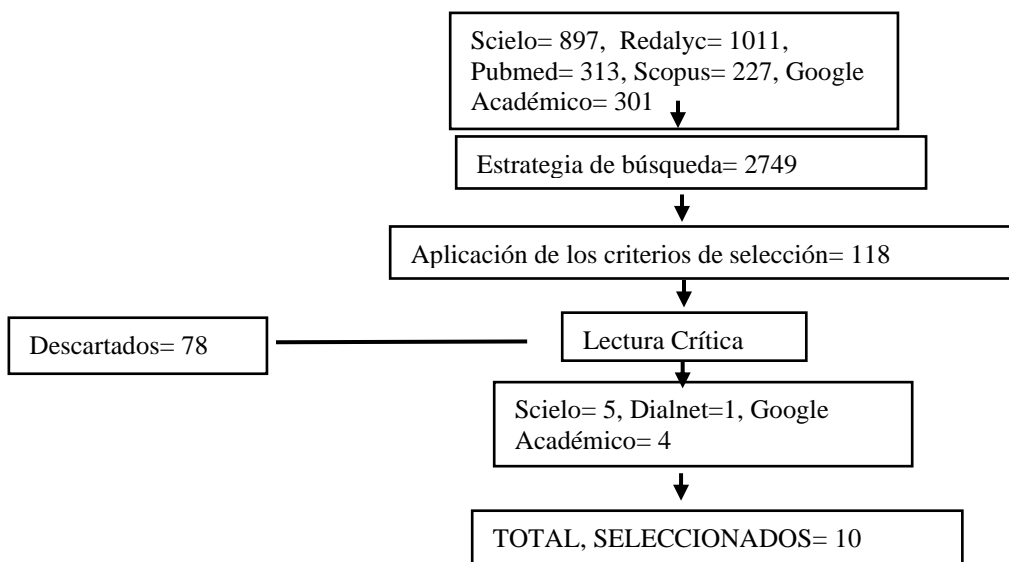 Scielo= 897, Redalyc= 1011,
Pubmed= 313, Scopus= 227, Google
Académico= 301
Estrategia de búsqueda= 2749
Aplicación de los criterios de selección= 118
Descartados= 78
Lectura Crítica
Scielo= 5, Dialnet=1, Google
Académico= 4
TOTAL, SELECCIONADOS= 10